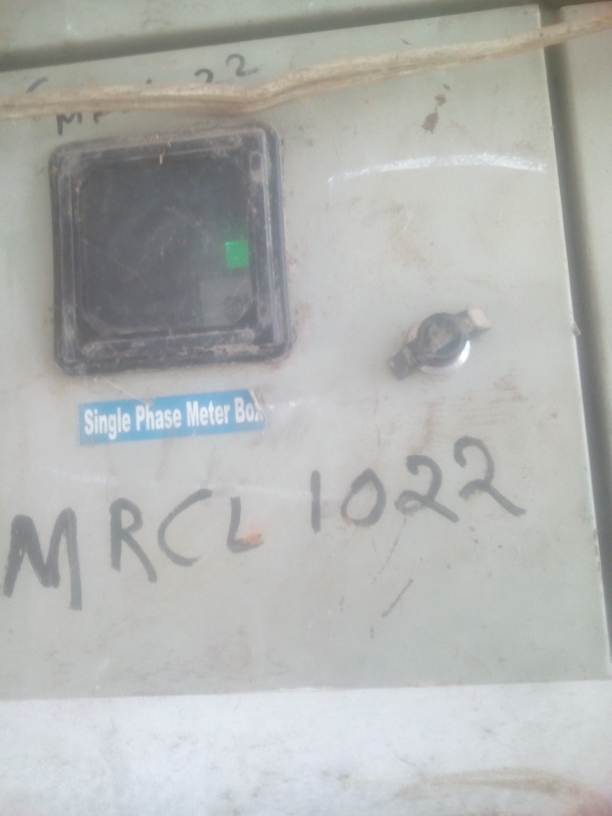 Single Phase Meter Box
MRCL 1022